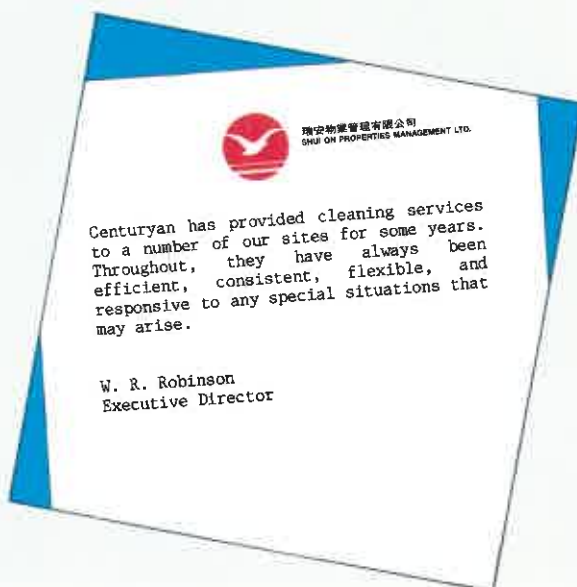 瑞安物業管理有限公司
SHUI ON PROPERTIES MANAGEMENT LTD.
Centuryan has provided cleaning services
to a number of our sites for some years.
Throughout, they have always been
efficient, consistent, flexible, and
responsive to any special situations that
may arise.
W. R. Robinson
Executive Director